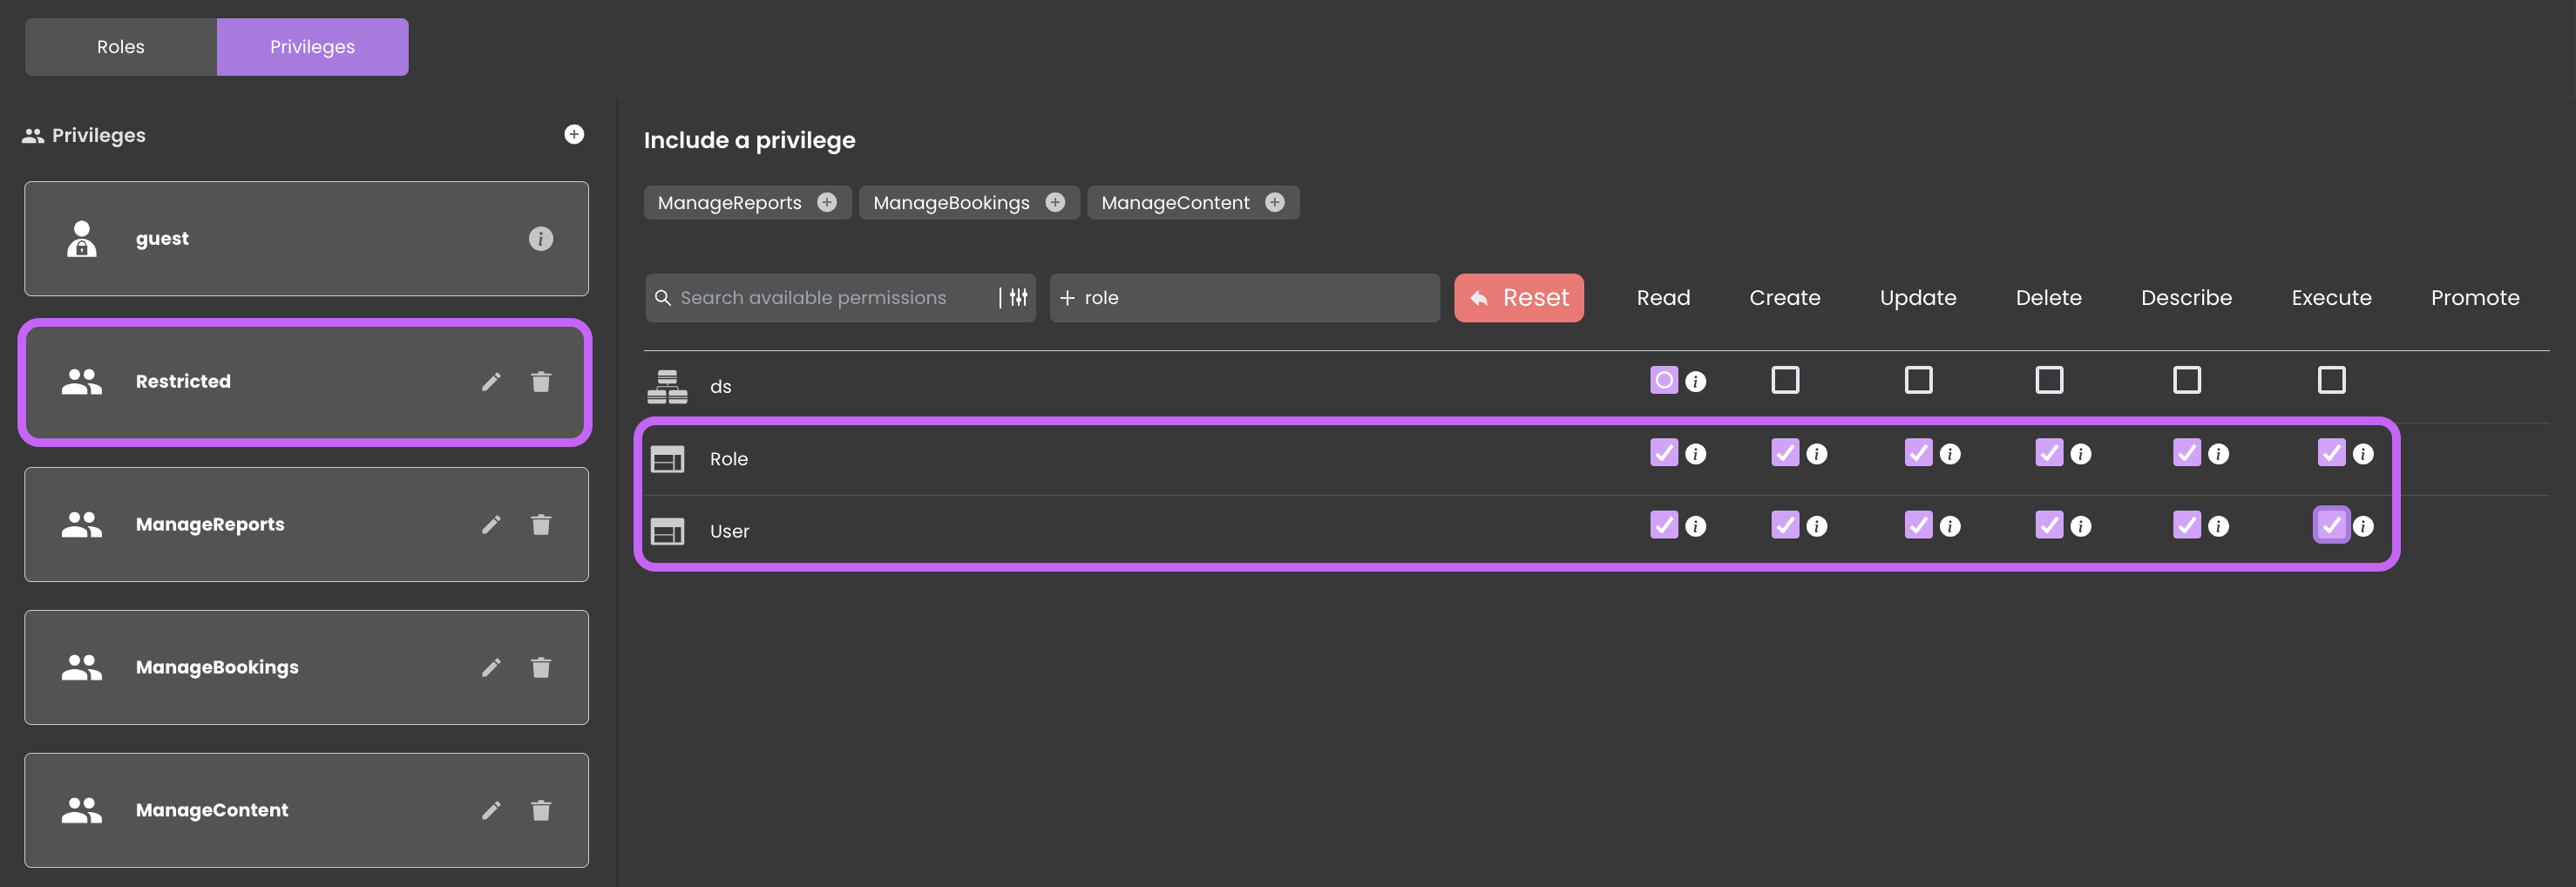 Roles Privileges
Privileges
guest
Restricted
ManageReports
ManageBookings
ManageContent
Include a privilege
ManageReports ManageBookings ManageContent
Search available permissions role Reset Read Create Update Delete Describe Execute Promote
ds
Role
User